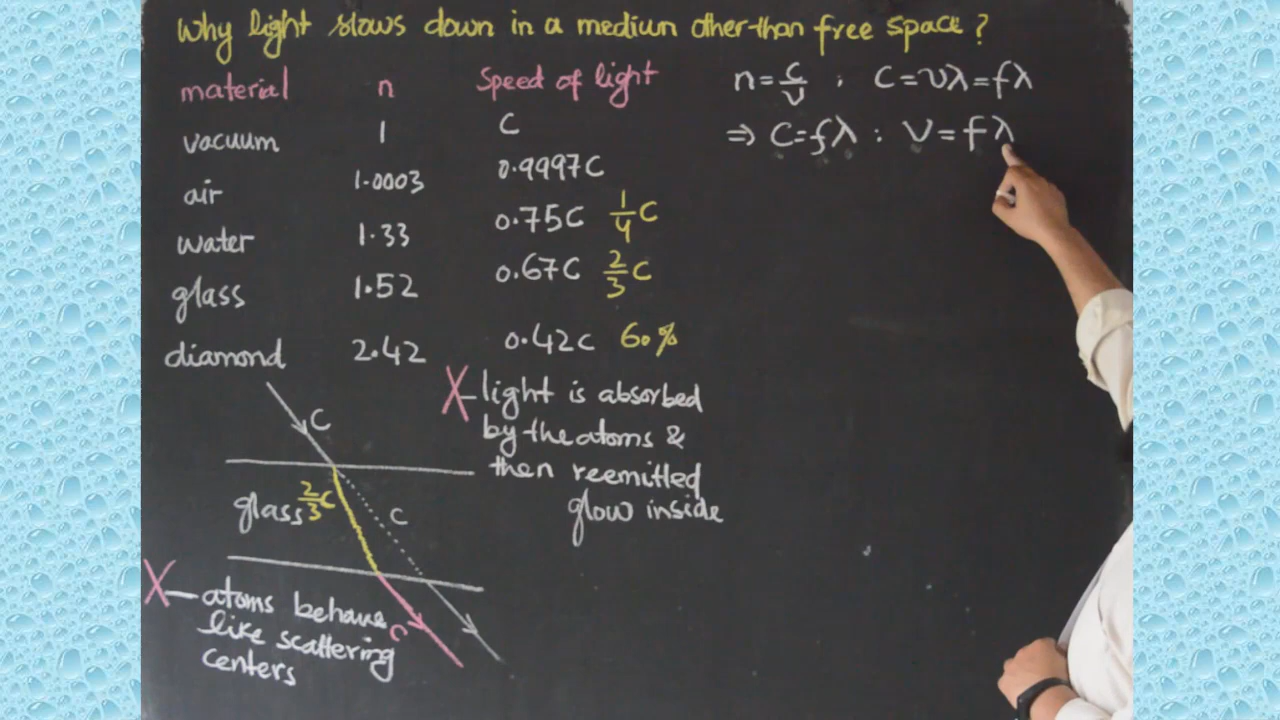 Why light slows down in a medium other than free space?
material n Speed of light
vacuum 1 C
air 1.0003 0.9997C
water 1.33 0.75C 1/4 C
glass 1.52 0.67C 2/3 C
diamond 2.42 0.42C 60%
n = c/v ; C = νλ = fλ
⇒ C = fλ : V = fλ
X – light is absorbed
by the atoms &
then reemitted
glow inside
C
glass 2/3 C
C
C
X – atoms behave
like scattering
centers